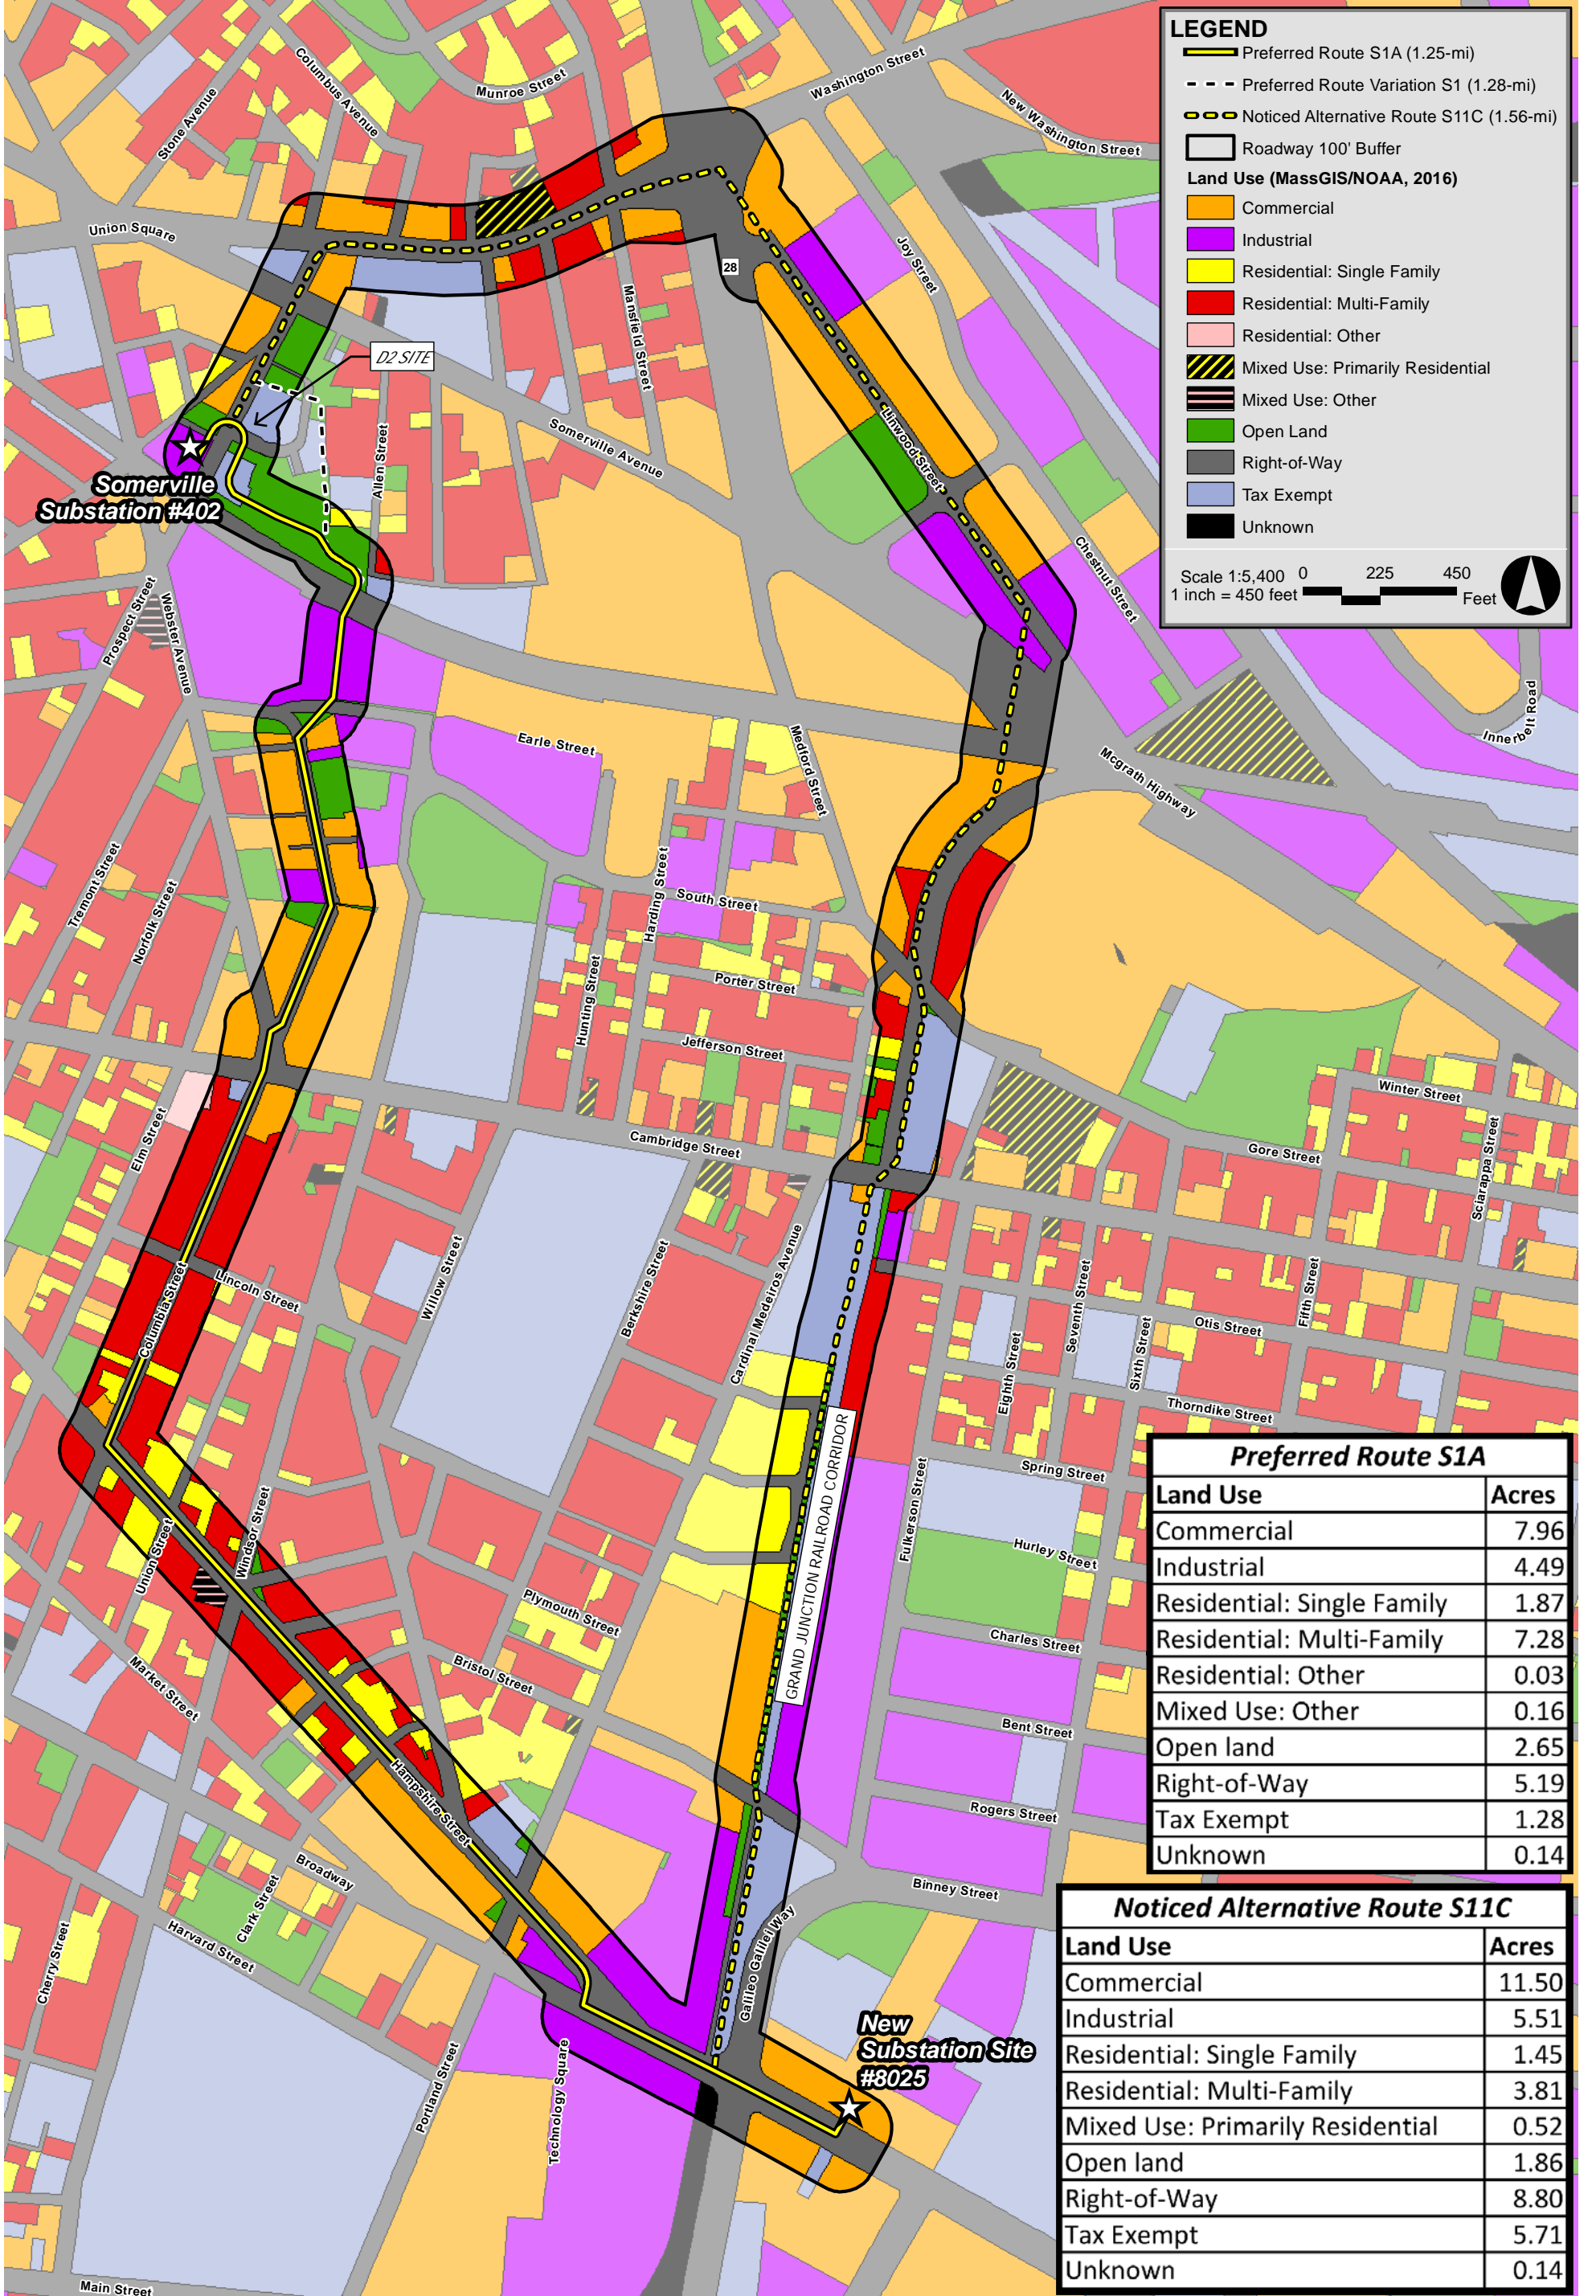 LEGEND
Preferred Route S1A (1.25-mi)
Preferred Route Variation S1 (1.28-mi)
Noticed Alternative Route S11C (1.56-mi)
Roadway 100' Buffer
Land Use (MassGIS/NOAA, 2016)
Commercial
Industrial
Residential: Single Family
Residential: Multi-Family
Residential: Other
Mixed Use: Primarily Residential
Mixed Use: Other
Open Land
Right-of-Way
Tax Exempt
Unknown
Scale 1:5,400
1 inch = 450 feet
0 225 450
Feet
Columbus Avenue
Munroe Street
Stone Avenue
Washington Street
New Washington Street
Union Square
Joy Street
28
Mansfield Street
D2 SITE
Allen Street
Somerville Avenue
Linwood Street
Somerville
Substation #402
Chestnut Street
Prospect Street
Webster Avenue
Innerbelt Road
Earle Street
Medford Street
Mcgrath Highway
Tremont Street
Norfolk Street
Harding Street
South Street
Hunting Street
Porter Street
Jefferson Street
Winter Street
Elm Street
Cambridge Street
Gore Street
Sciarappa Street
Willow Street
Berkshire Street
Cardinal Medeiros Avenue
Lincoln Street
Columbia Street
Seventh Street
Fifth Street
Otis Street
Sixth Street
Eighth Street
Thorndike Street
GRAND JUNCTION RAILROAD CORRIDOR
Spring Street
Fulkerson Street
Hurley Street
Windsor Street
Union Street
Plymouth Street
Charles Street
Market Street
Bristol Street
Bent Street
Hampshire Street
Rogers Street
Broadway
Binney Street
Clark Street
Harvard Street
Cherry Street
Galileo Galilei Way
New
Substation Site
#8025
Portland Street
Technology Square
Main Street
Preferred Route S1A
Land Use Acres
Commercial 7.96
Industrial 4.49
Residential: Single Family 1.87
Residential: Multi-Family 7.28
Residential: Other 0.03
Mixed Use: Other 0.16
Open land 2.65
Right-of-Way 5.19
Tax Exempt 1.28
Unknown 0.14
Noticed Alternative Route S11C
Land Use Acres
Commercial 11.50
Industrial 5.51
Residential: Single Family 1.45
Residential: Multi-Family 3.81
Mixed Use: Primarily Residential 0.52
Open land 1.86
Right-of-Way 8.80
Tax Exempt 5.71
Unknown 0.14